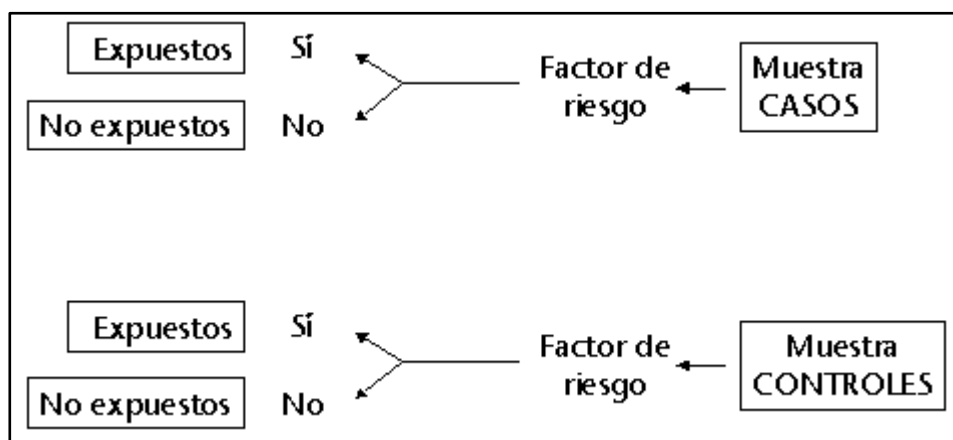 Expuestos
Sí
No expuestos
No
Factor de
riesgo
Muestra
CASOS
Expuestos
Sí
No expuestos
No
Factor de
riesgo
Muestra
CONTROLES